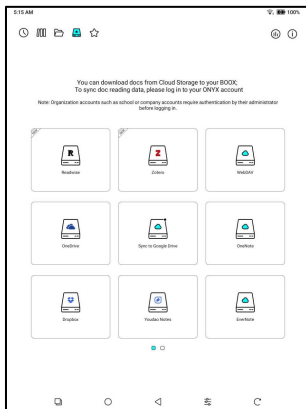 5:15 AM
100%
You can download docs from Cloud Storage to your BOOX;
To sync doc reading data, please log in to your ONYX account
Note: Organization accounts such as school or company accounts require authentication by their administrator
before logging in.
Readwise
Zotero
WebDAV
OneDrive
Sync to Google Drive
OneNote
Dropbox
Youdao Notes
EverNote